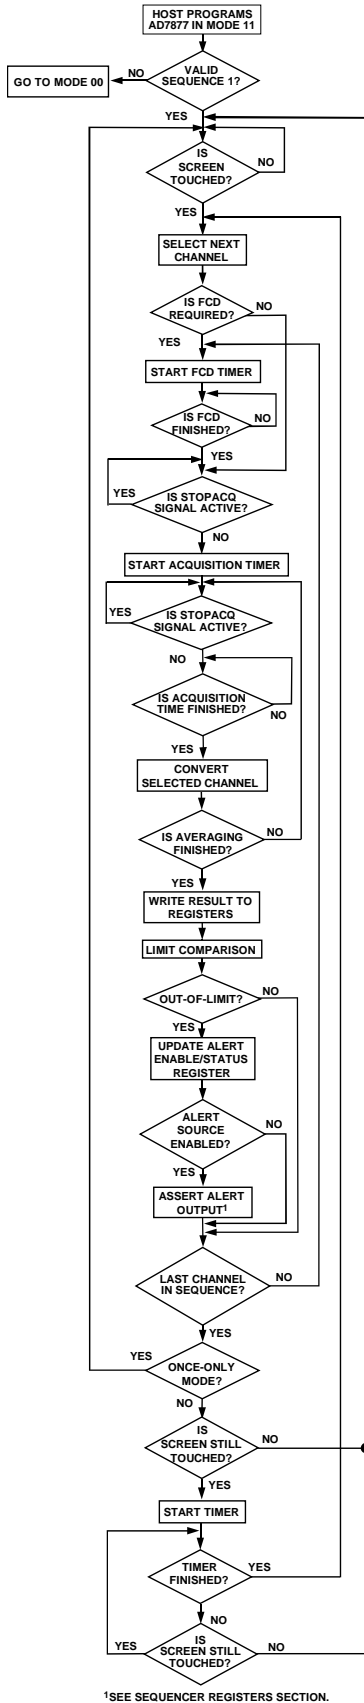 HOST PROGRAMS
AD7877 IN MODE 11
VALID
SEQUENCE 1?
NO
GO TO MODE 00
YES
IS
SCREEN
TOUCHED?
NO
YES
SELECT NEXT
CHANNEL
IS FCD
REQUIRED?
NO
YES
START FCD TIMER
IS FCD
FINISHED?
NO
YES
IS STOPACQ
SIGNAL ACTIVE?
YES
NO
START ACQUISITION TIMER
IS STOPACQ
SIGNAL ACTIVE?
YES
NO
IS ACQUISITION
TIME FINISHED?
NO
YES
CONVERT
SELECTED CHANNEL
IS AVERAGING
FINISHED?
NO
YES
WRITE RESULT TO
REGISTERS
LIMIT COMPARISON
OUT-OF-LIMIT?
NO
YES
UPDATE ALERT
ENABLE/STATUS
REGISTER
ALERT
SOURCE
ENABLED?
NO
YES
ASSERT ALERT
OUTPUT¹
LAST CHANNEL
IN SEQUENCE?
NO
YES
ONCE-ONLY
MODE?
YES
NO
IS
SCREEN STILL
TOUCHED?
NO
YES
START TIMER
TIMER
FINISHED?
YES
NO
IS
SCREEN STILL
TOUCHED?
YES
NO
¹SEE SEQUENCER REGISTERS SECTION.